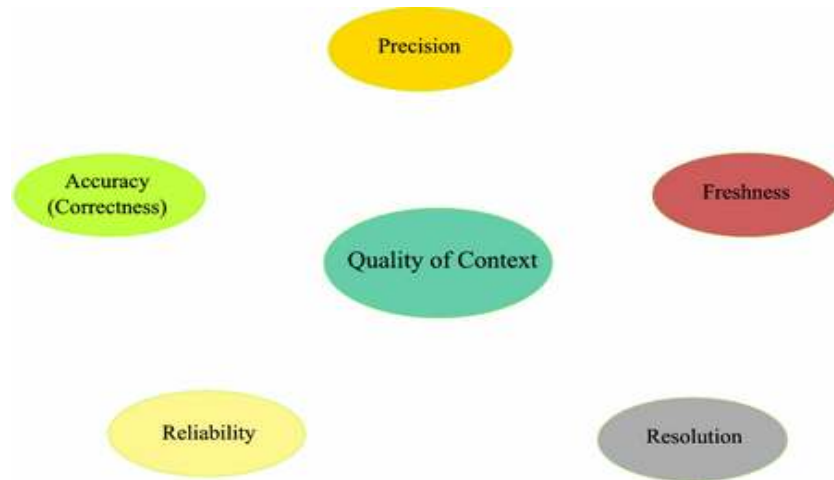 Precision
Accuracy
(Correctness)
Freshness
Quality of Context
Reliability
Resolution